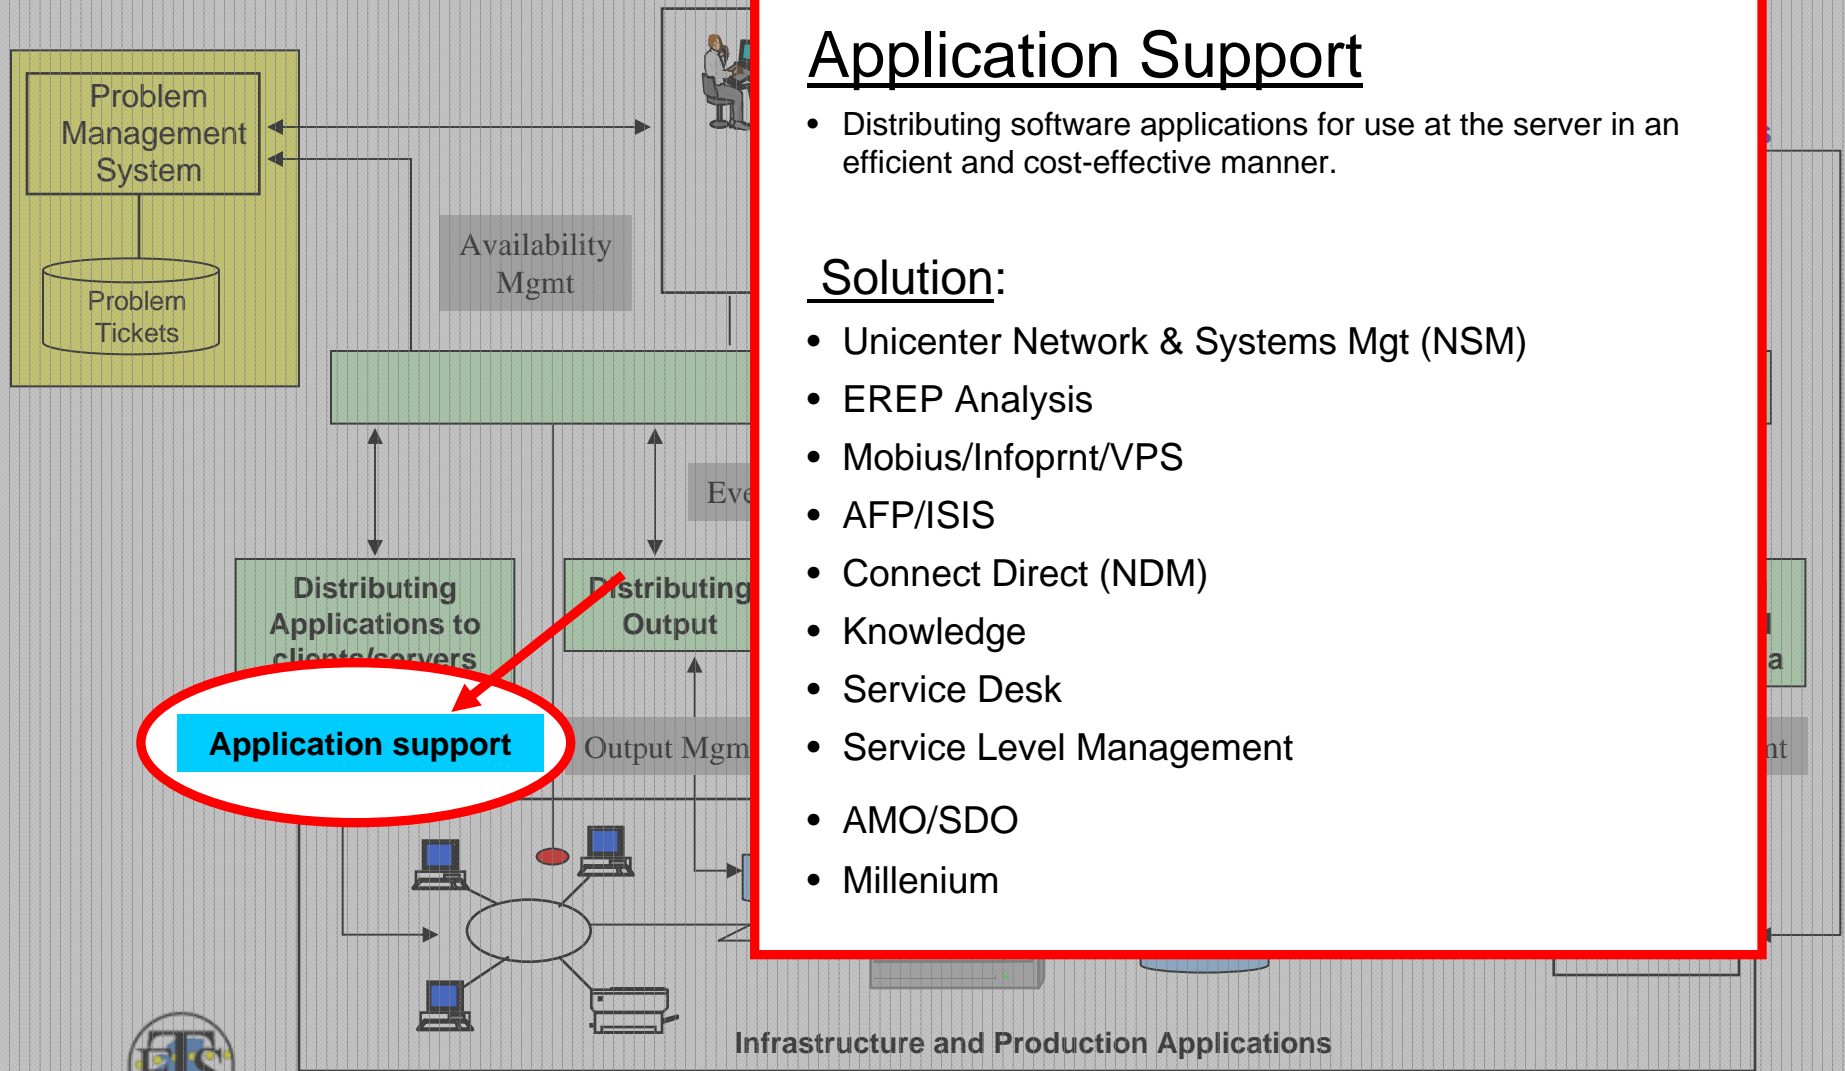 Problem
Management
System
Problem
Tickets
Availability
Mgmt
Distributing
Applications to
clients/servers
Distributing
Output
Application support
Output Mgm
Infrastructure and Production Applications
Application Support
• Distributing software applications for use at the server in an
efficient and cost-effective manner.
Solution:
• Unicenter Network & Systems Mgt (NSM)
• EREP Analysis
• Mobius/Infoprnt/VPS
• AFP/ISIS
• Connect Direct (NDM)
• Knowledge
• Service Desk
• Service Level Management
• AMO/SDO
• Millenium